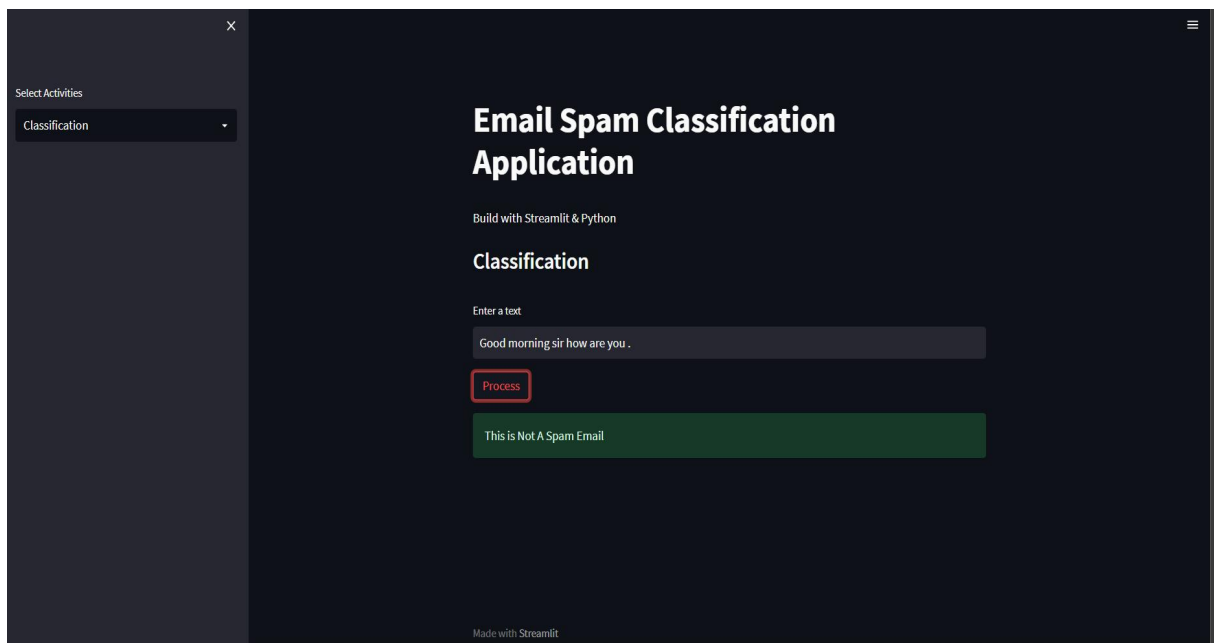 Select Activities
Classification
Email Spam Classification
Application
Build with Streamlit & Python
Classification
Enter a text
Good morning sir how are you .
Process
This is Not A Spam Email
Made with Streamlit